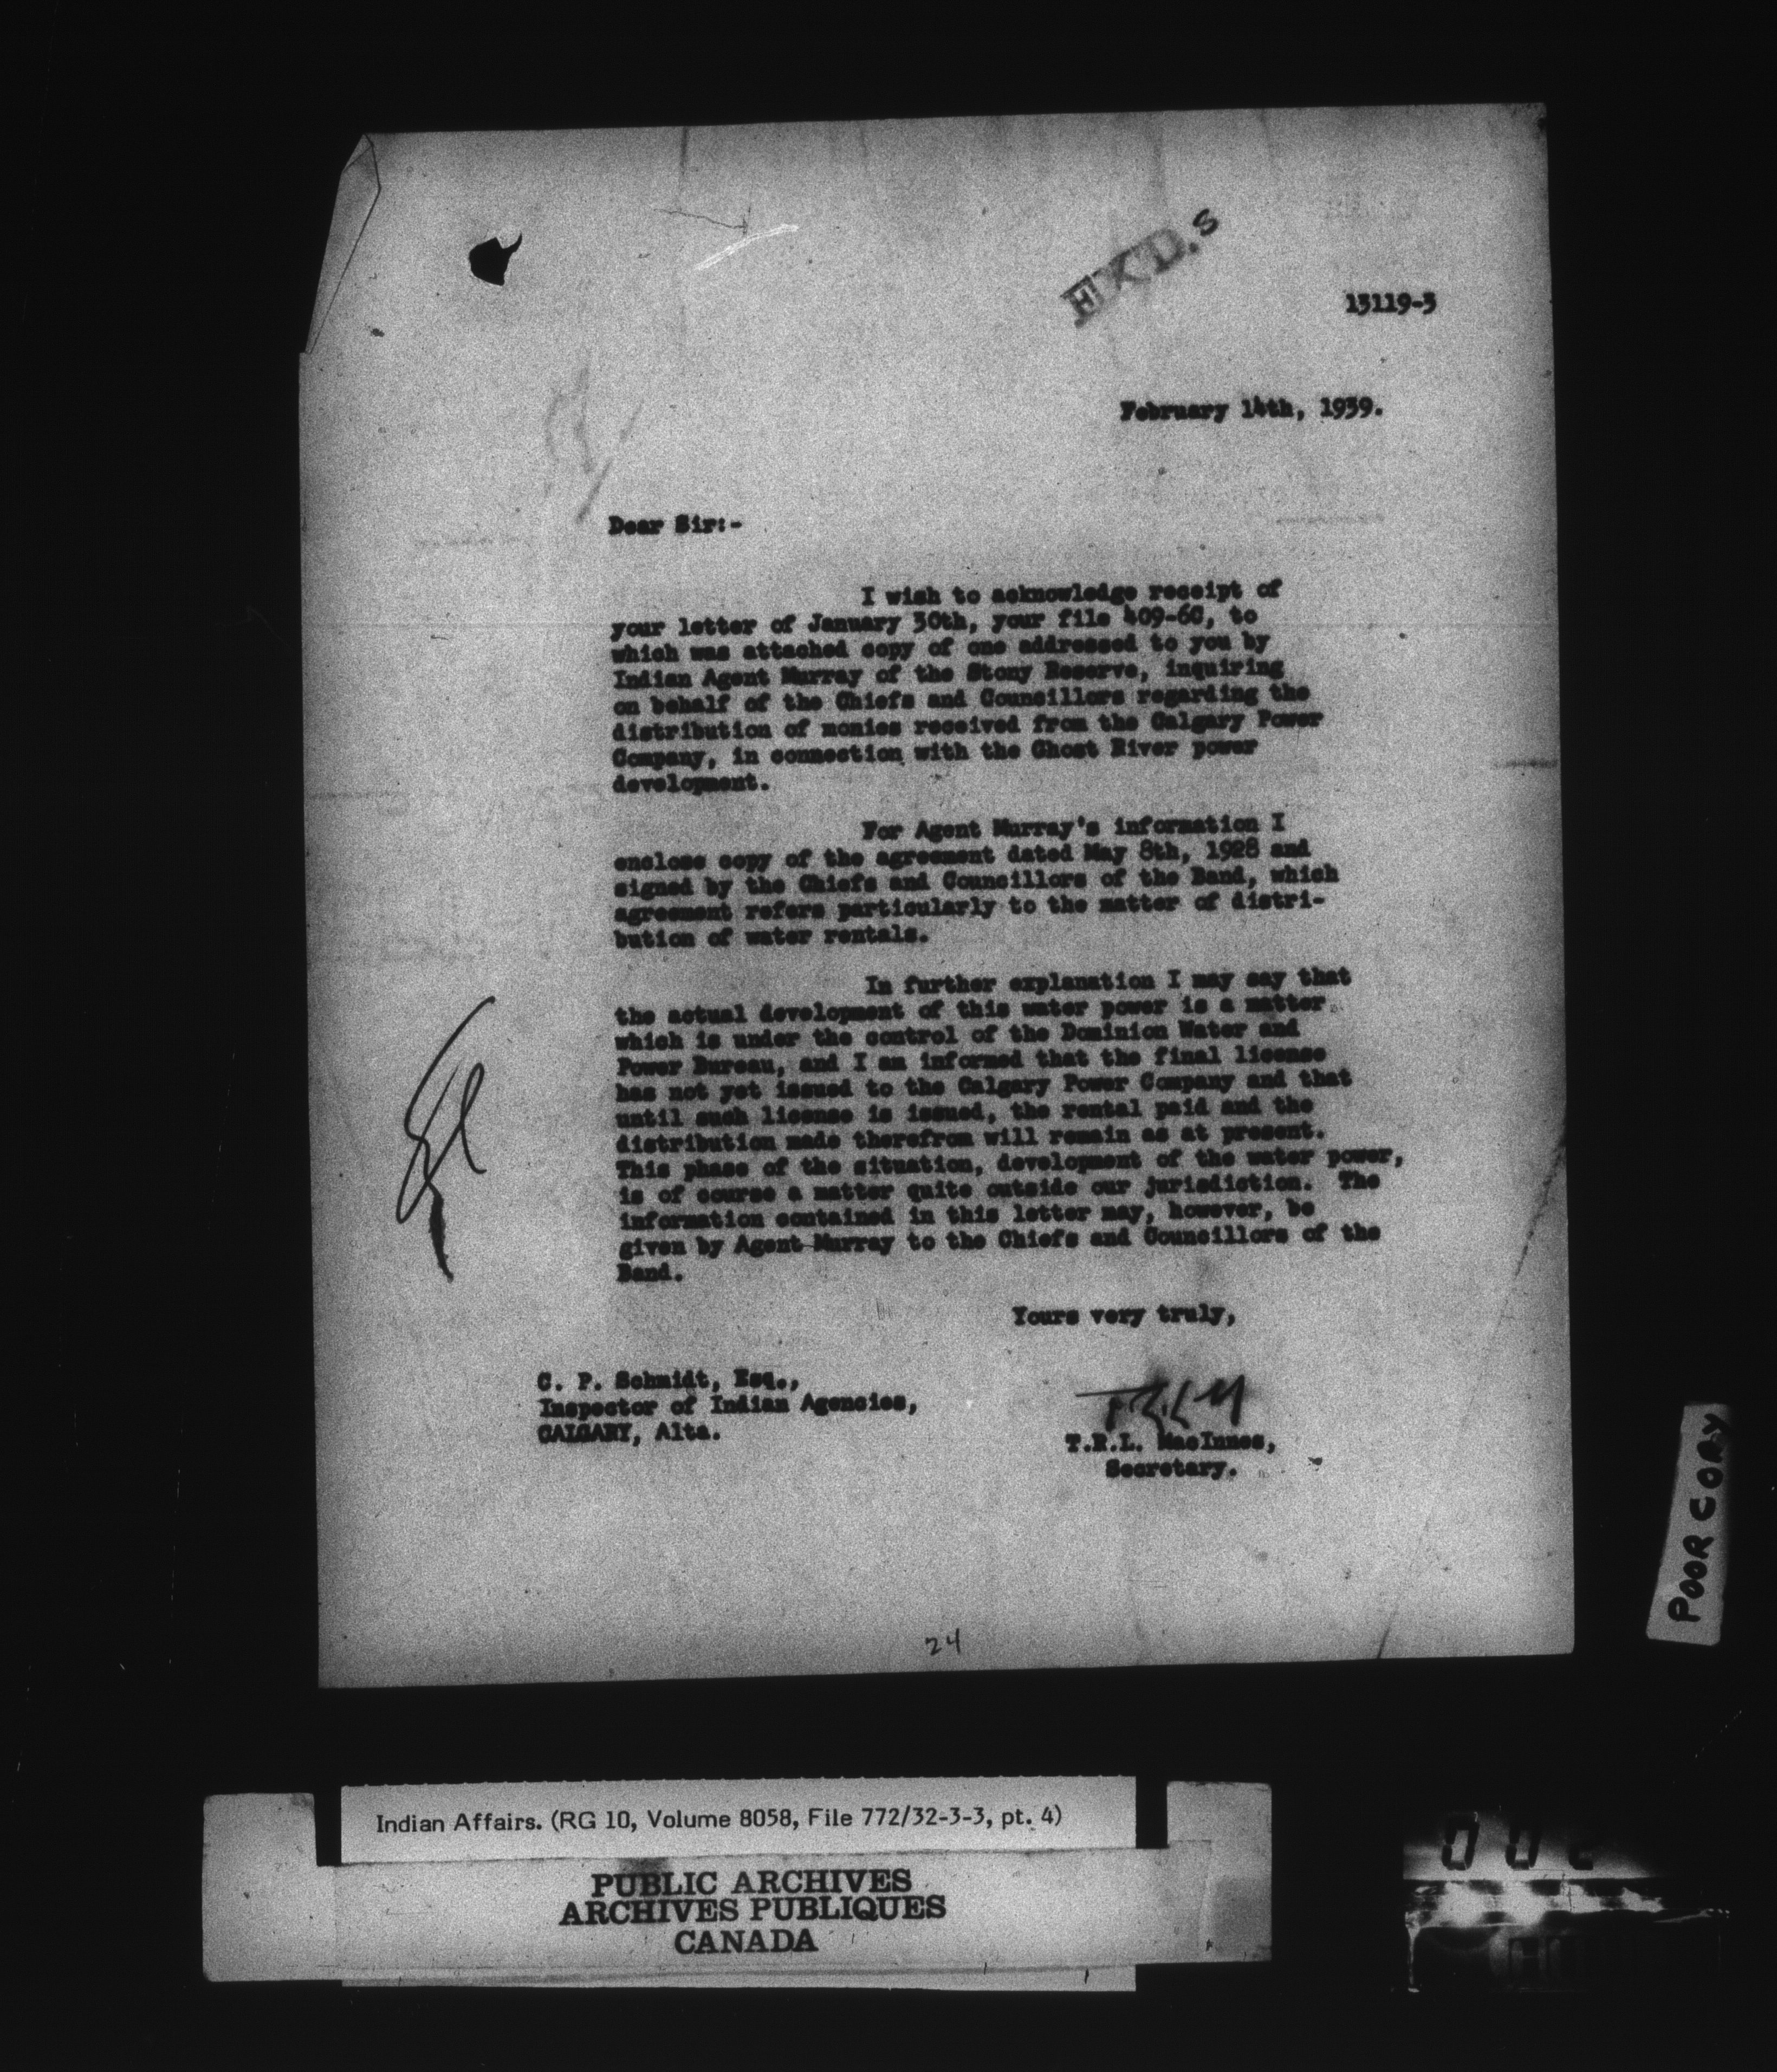 EXD. S
13119-3
February 14th, 1939.
Dear Sir:-
I wish to acknowledge receipt of
your letter of January 30th, your file 409-6C, to
which was attached copy of one addressed to you by
Indian Agent Murray of the Stony Reserve, inquiring
on behalf of the Chiefs and Councillors regarding the
distribution of monies received from the Calgary Power
Company, in connection with the Ghost River power
development.
For Agent Murray's information I
enclose copy of the agreement dated May 8th, 1928 and
signed by the Chiefs and Councillors of the Band, which
agreement refers particularly to the matter of distri-
bution of water rentals.
In further explanation I may say that
the actual development of this water power is a matter
which is under the control of the Dominion Water and
Power Bureau, and I am informed that the final license
has not yet issued to the Calgary Power Company and that
until such license is issued, the rental paid and the
distribution made therefrom will remain as at present.
This phase of the situation, development of the water power,
is of course a matter quite outside our jurisdiction. The
information contained in this letter may, however, be
given by Agent Murray to the Chiefs and Councillors of the
Band.
Yours very truly,
C. P. Schmidt, Esq.,
Inspector of Indian Agencies,
CALGARY, Alta.
T.R.L.M
T.R.L. MacInnes,
Secretary.
24
POOR COPY
Indian Affairs. (RG 10, Volume 8058, File 772/32-3-3, pt. 4)
PUBLIC ARCHIVES
ARCHIVES PUBLIQUES
CANADA